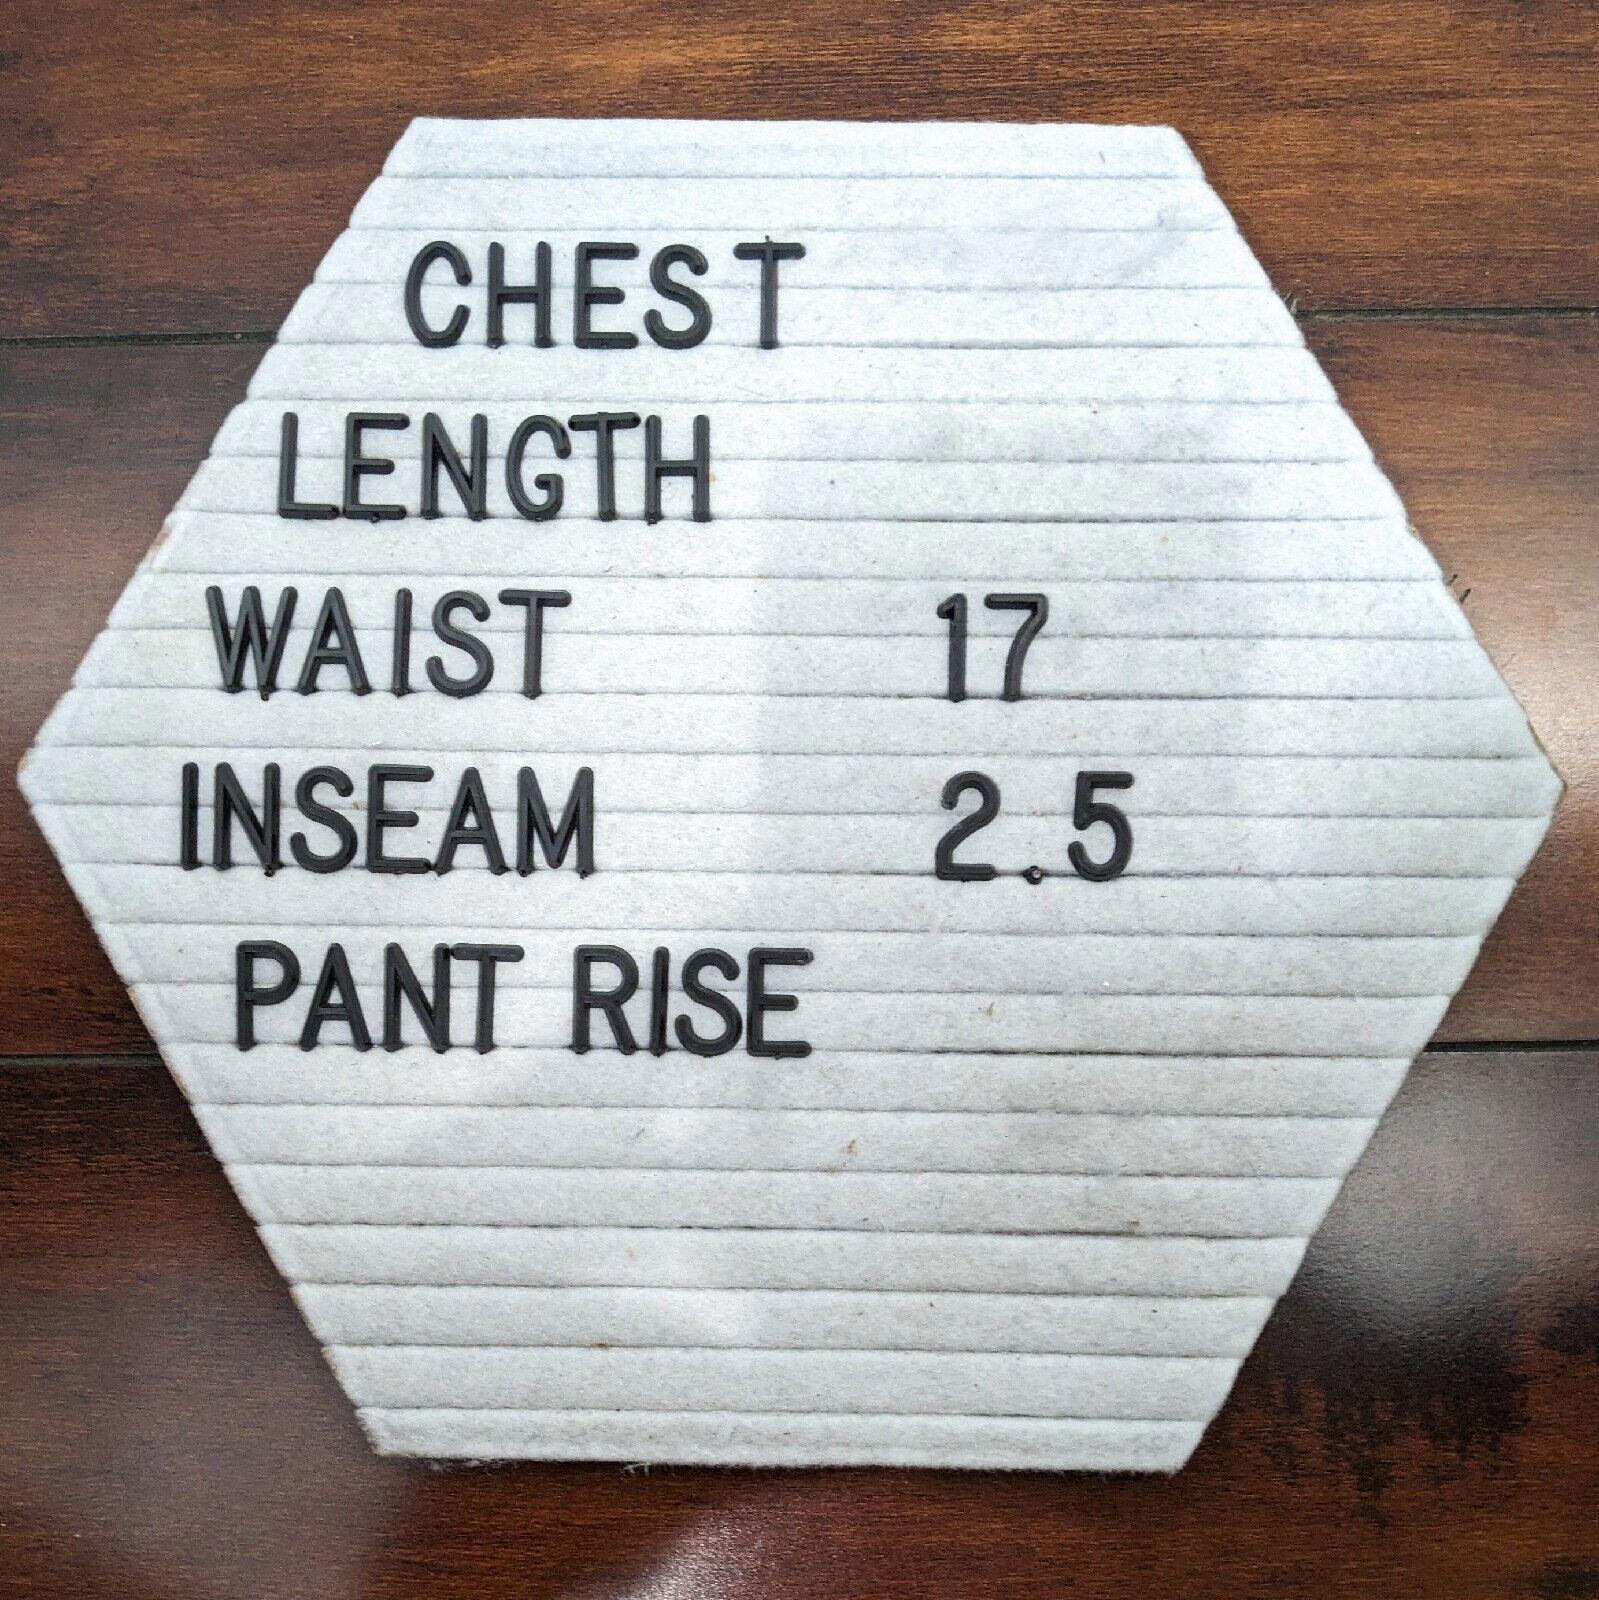 CHEST
LENGTH
WAIST 17
INSEAM 2.5
PANT RISE